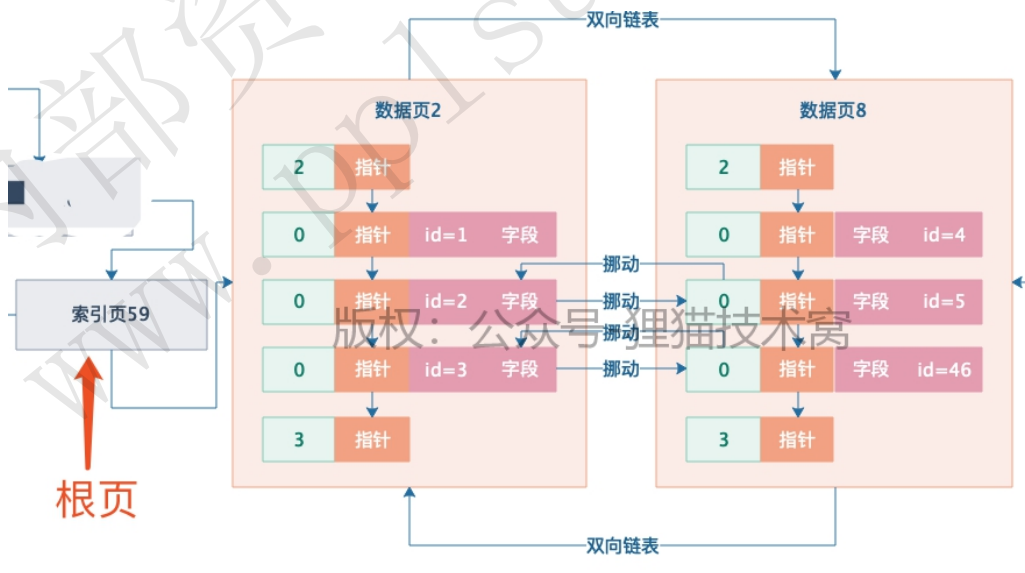 双向链表
数据页2
数据页8
2 指针
2 指针
0 指针 id=1 字段
0 指针 字段 id=4
挪动
0 指针 id=2 字段
挪动
0 指针 字段 id=5
挪动
0 指针 id=3 字段
挪动
0 指针 字段 id=46
3 指针
3 指针
双向链表
索引页59
根页
版权：公众号 狸猫技术窝